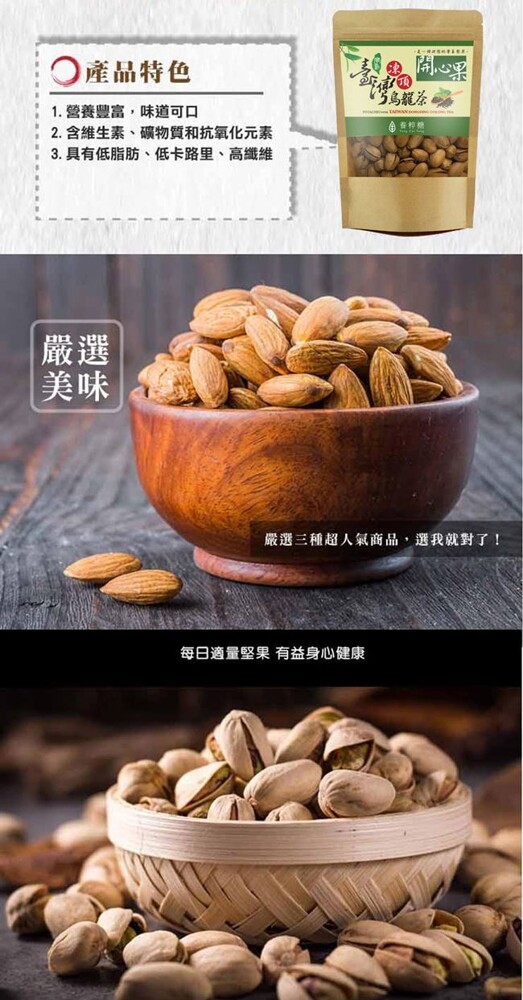 產品特色
1. 營養豐富，味道可口
2. 含維生素、礦物質和抗氧化元素
3. 具有低脂肪、低卡路里、高纖維
臺灣
凍頂
烏龍茶
開心果
養鮮糖
嚴選
美味
嚴選三種超人氣商品，選我就對了！
每日適量堅果 有益身心健康